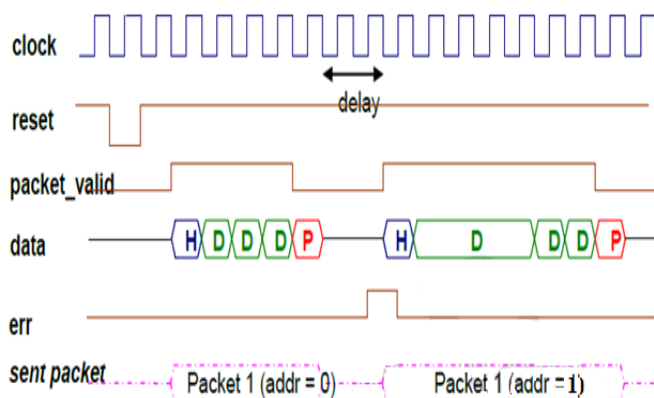 clock
delay
reset
packet_valid
data H D D D P H D D D P
err
sent packet Packet 1 (addr = 0) Packet 1 (addr = 1)